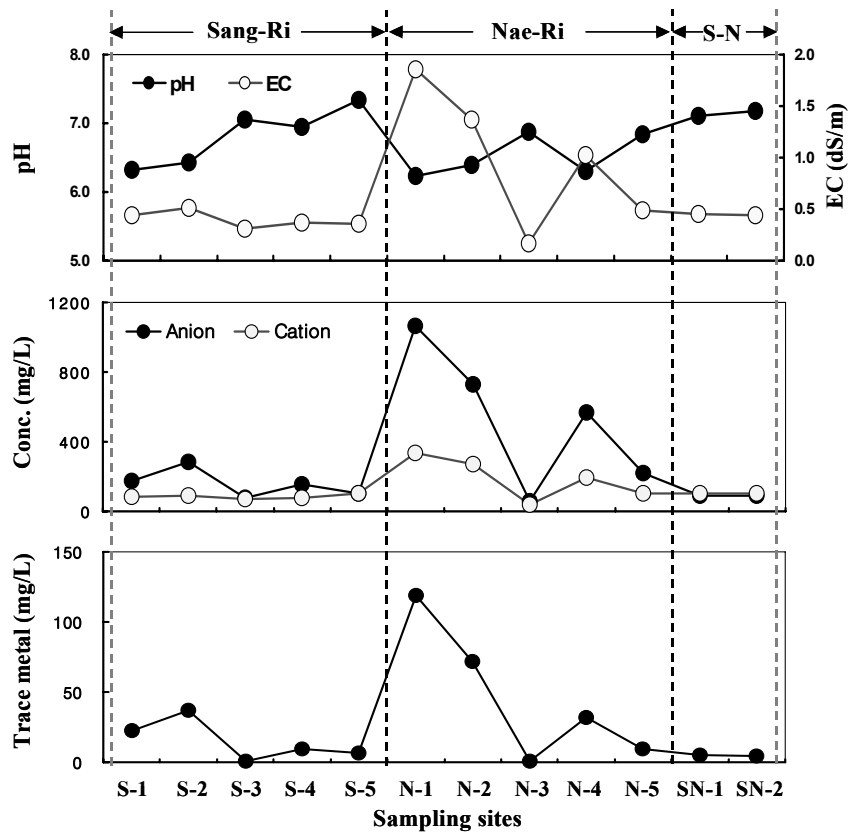 Sang-Ri Nae-Ri S-N
8.0 2.0
pH EC
7.0 1.5
pH 1.0 EC (dS/m)
6.0 0.5
5.0 0.0
1200
Anion Cation
800
Conc. (mg/L)
400
0
150
100
Trace metal (mg/L)
50
0
S-1 S-2 S-3 S-4 S-5 N-1 N-2 N-3 N-4 N-5 SN-1 SN-2
Sampling sites